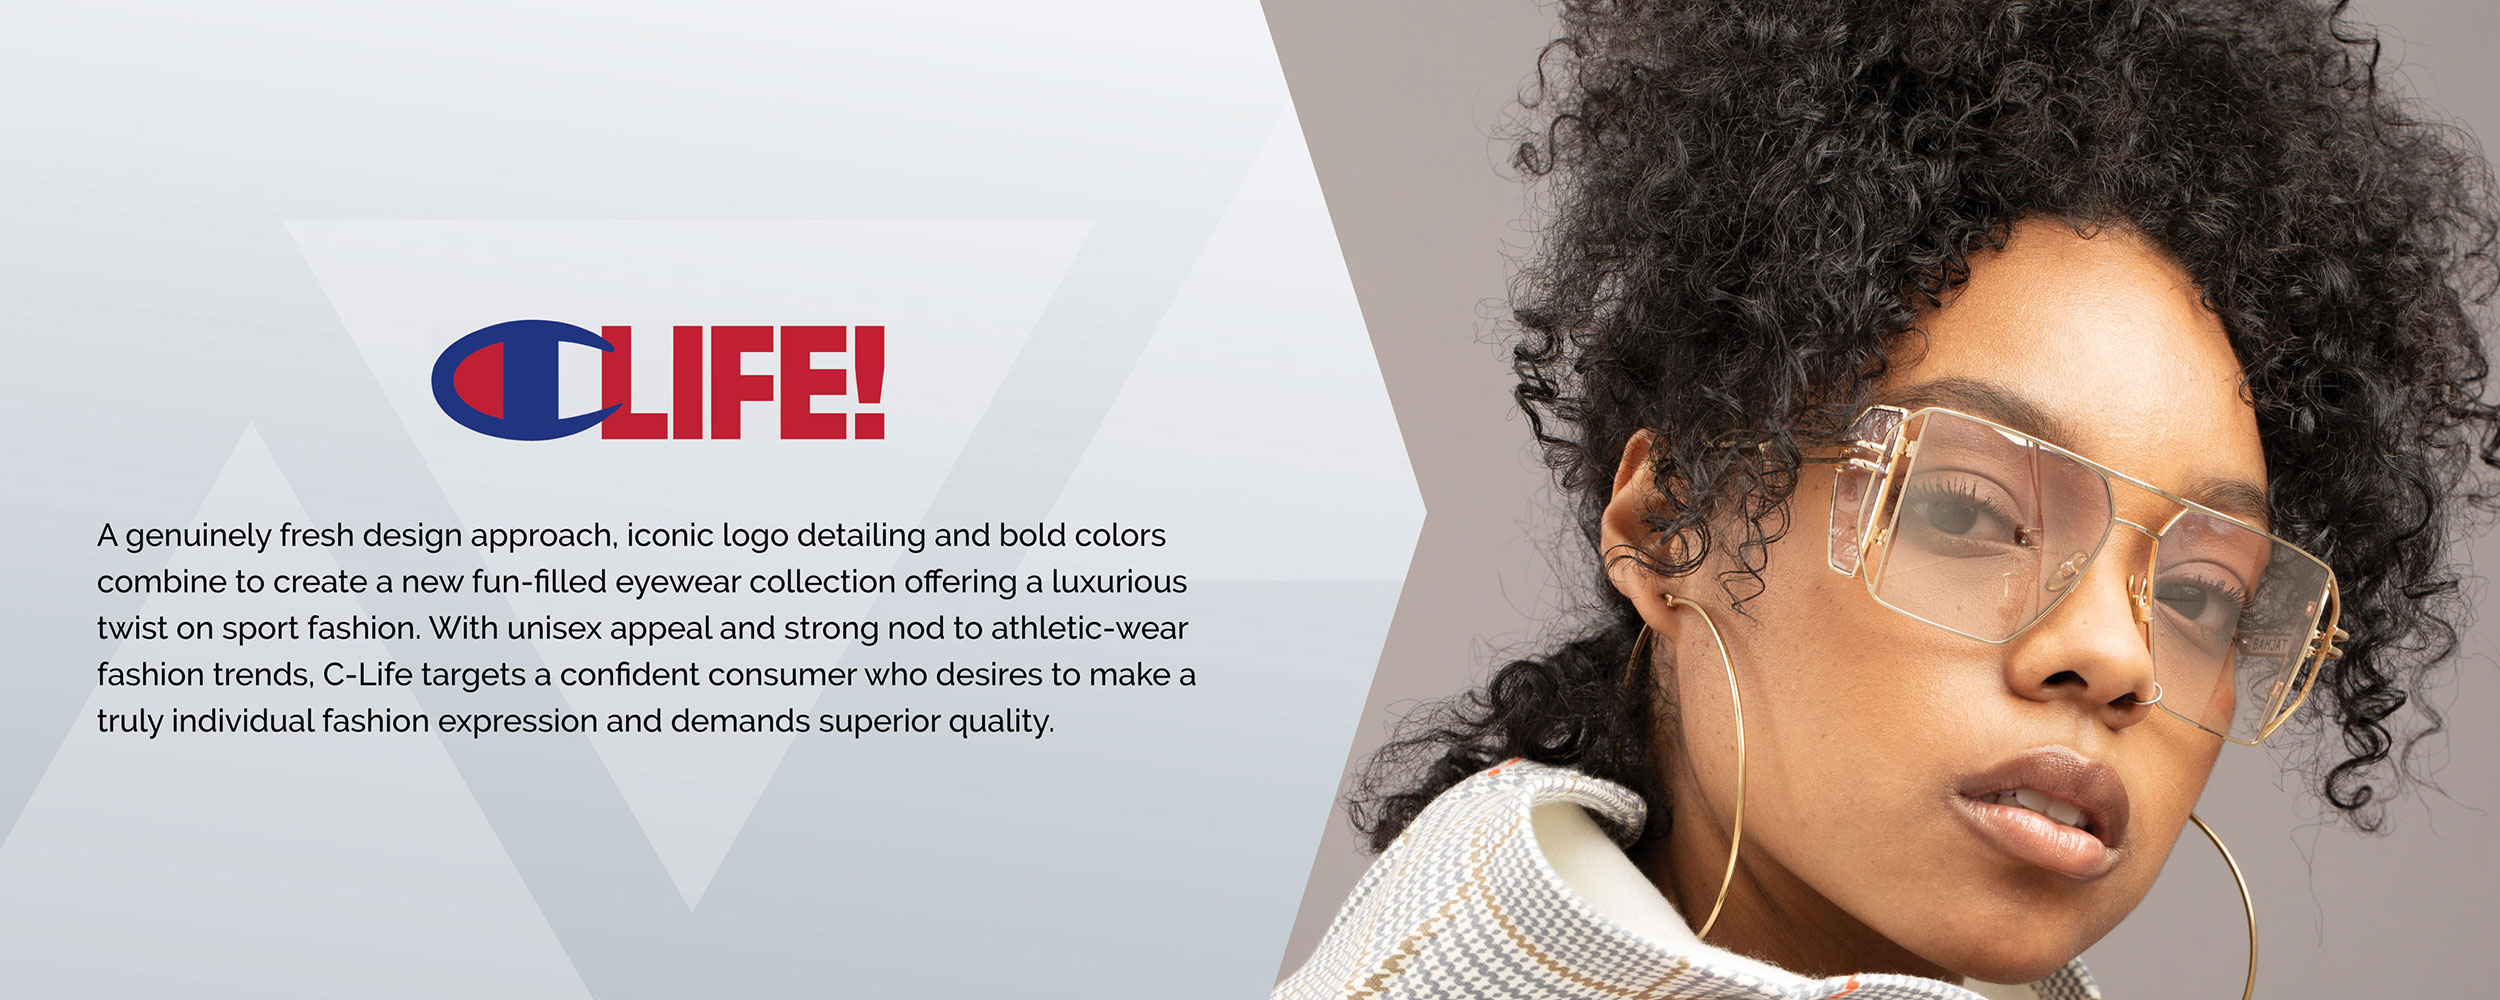 CLIFE!
A genuinely fresh design approach, iconic logo detailing and bold colors
combine to create a new fun-filled eyewear collection offering a luxurious
twist on sport fashion. With unisex appeal and strong nod to athletic-wear
fashion trends, C-Life targets a confident consumer who desires to make a
truly individual fashion expression and demands superior quality.
TAJHAB